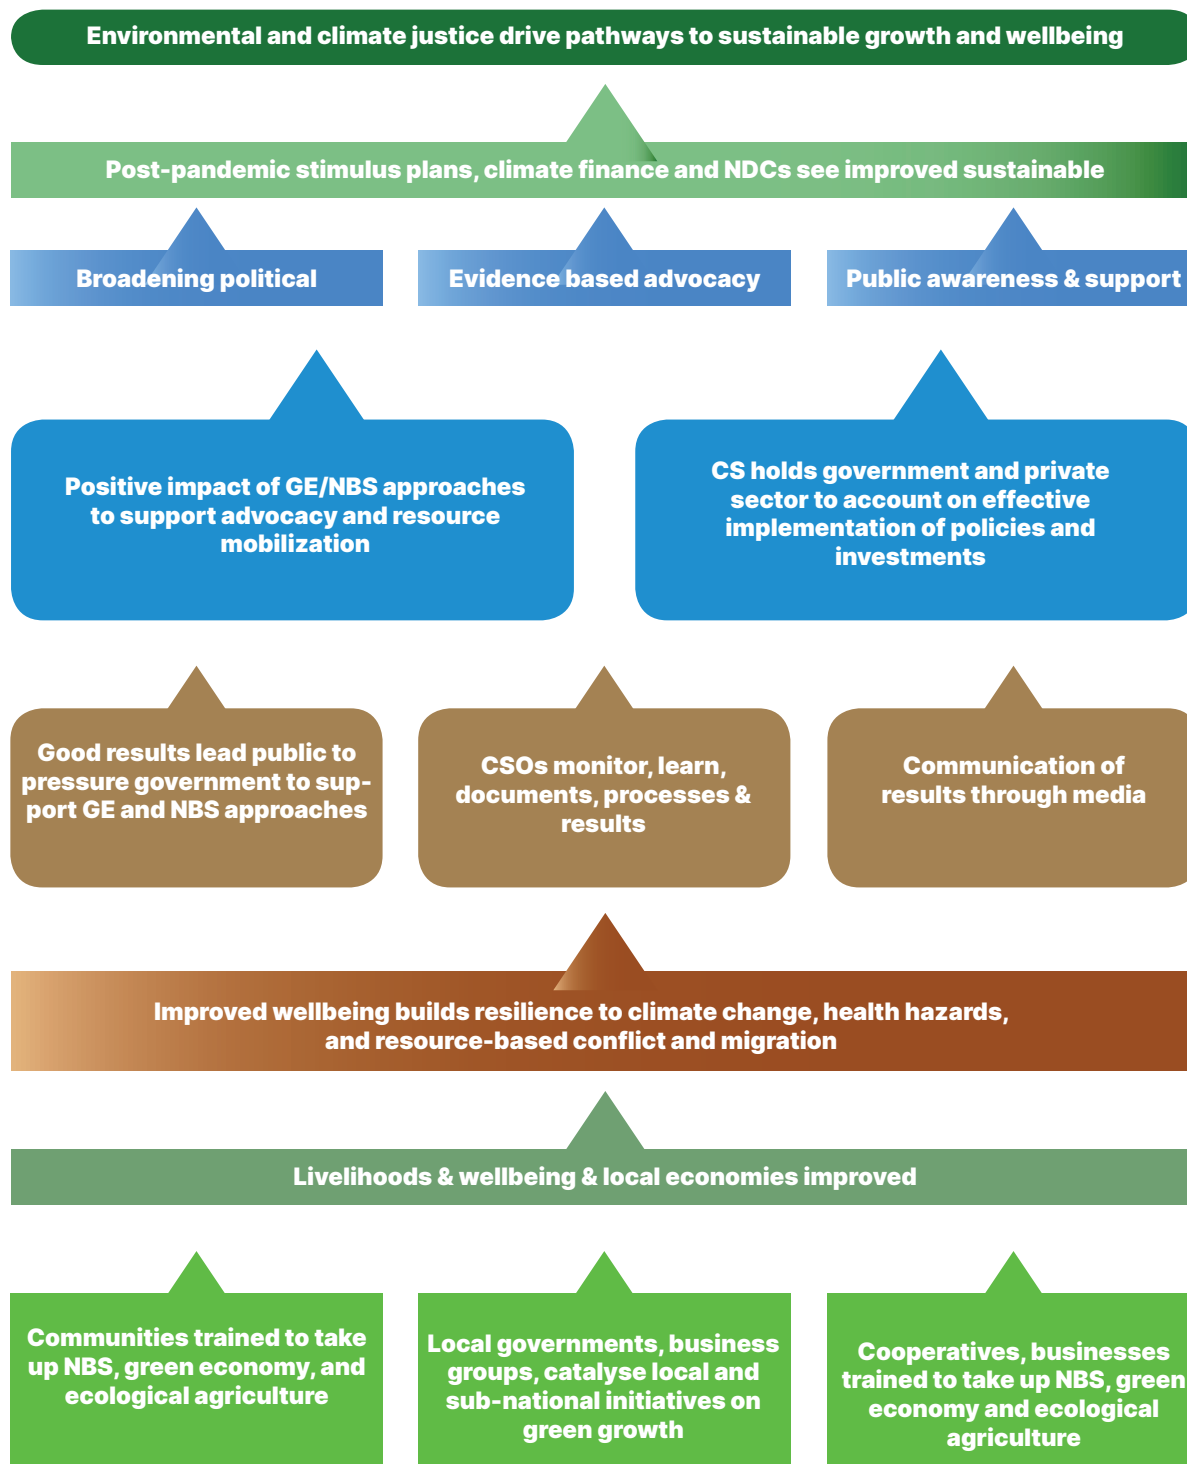 Environmental and climate justice drive pathways to sustainable growth and wellbeing
Post-pandemic stimulus plans, climate finance and NDCs see improved sustainable
Broadening political
Evidence based advocacy
Public awareness & support
Positive impact of GE/NBS approaches
to support advocacy and resource
mobilization
CS holds government and private
sector to account on effective
implementation of policies and
investments
Good results lead public to
pressure government to sup-
port GE and NBS approaches
CSOs monitor, learn,
documents, processes &
results
Communication of
results through media
Improved wellbeing builds resilience to climate change, health hazards,
and resource-based conflict and migration
Livelihoods & wellbeing & local economies improved
Communities trained to take
up NBS, green economy, and
ecological agriculture
Local governments, business
groups, catalyse local and
sub-national initiatives on
green growth
Cooperatives, businesses
trained to take up NBS, green
economy and ecological
agriculture